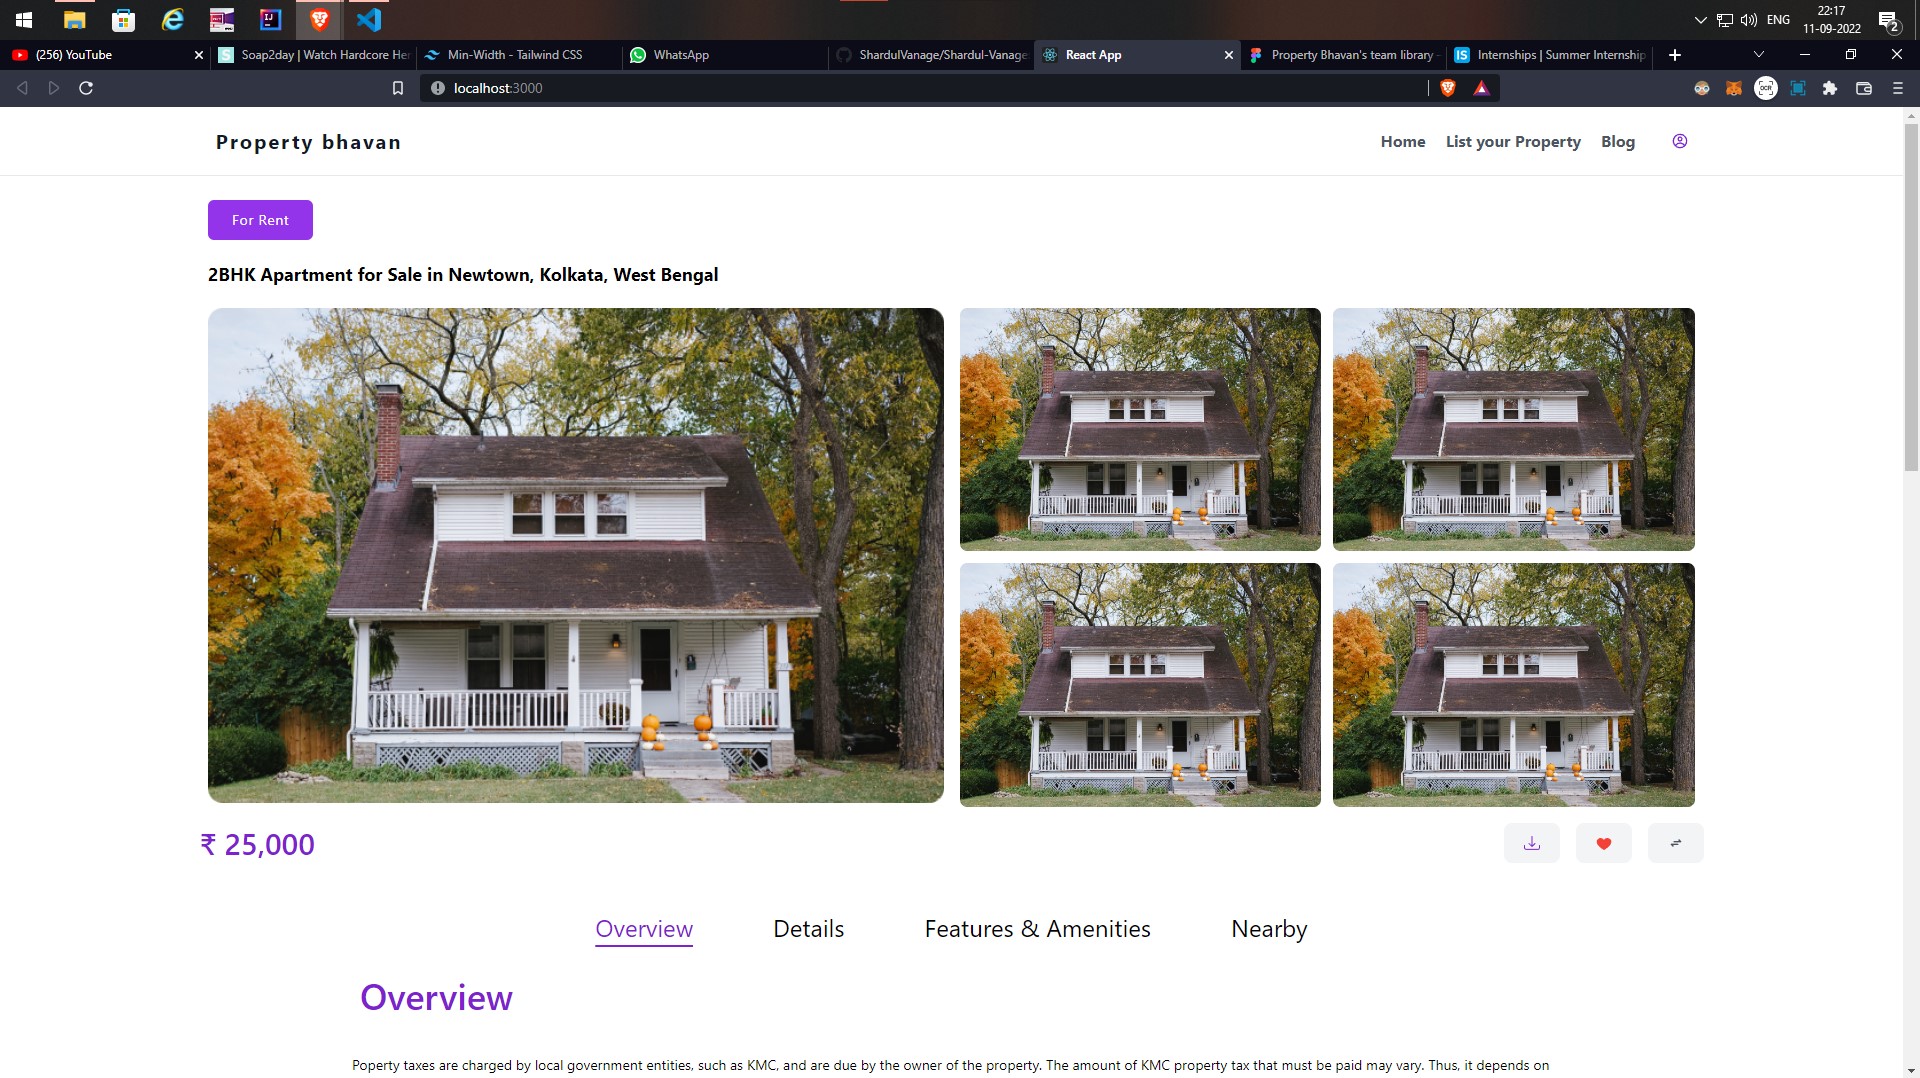 22:17
ENG
11-09-2022
2
(256) YouTube
Soap2day | Watch Hardcore He
Min-Width - Tailwind CSS
WhatsApp
ShardulVanage/Shardul-Vanage
React App
Property Bhavan's team library -
IS
Internships | Summer Internship
localhost:3000
OCR
Property bhavan
Home
List your Property
Blog
For Rent
2BHK Apartment for Sale in Newtown, Kolkata, West Bengal
₹ 25,000
Overview
Details
Features & Amenities
Nearby
Overview
Poperty taxes are charged by local government entities, such as KMC, and are due by the owner of the property. The amount of KMC property tax that must be paid may vary. Thus, it depends on